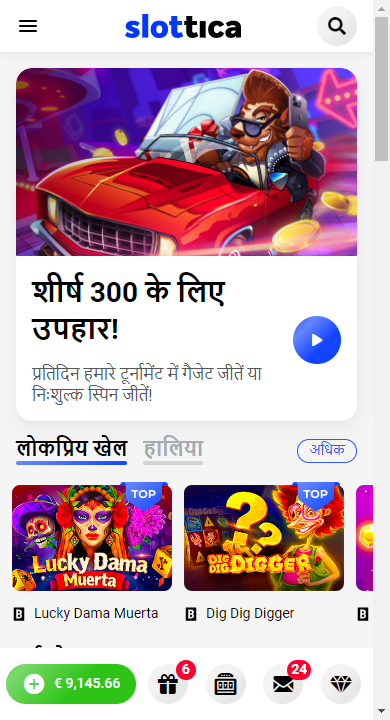 slottica
शीर्ष 300 के लिए
उपहार!
प्रतिदिन हमारे टूर्नामेंट में गैजेट जीतें या
निःशुल्क स्पिन जीतें!
लोकप्रिय खेल हालिया अधिक
TOP TOP
LUCKY DAMA MUERTA
DIG DIG DIGGER
Lucky Dama Muerta Dig Dig Digger
€ 9,145.66 6 24